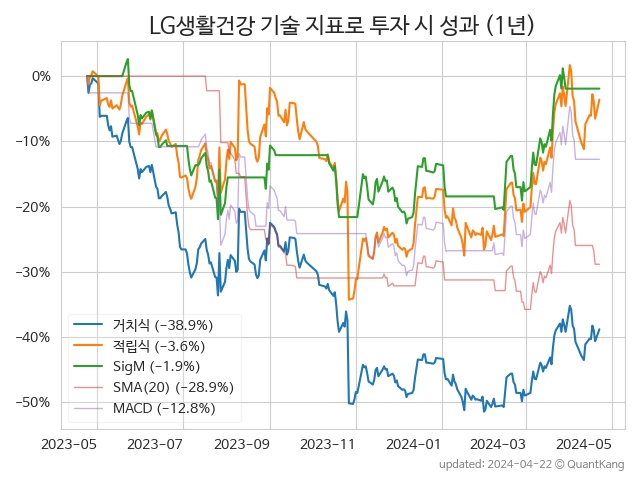 LG생활건강 기술 지표로 투자 시 성과 (1년)
0%
−10%
−20%
−30%
−40%
−50%
거치식 (−38.9%)
적립식 (−3.6%)
SigM (−1.9%)
SMA(20) (−28.9%)
MACD (−12.8%)
2023-05 2023-07 2023-09 2023-11 2024-01 2024-03 2024-05
updated: 2024-04-22 © QuantKang